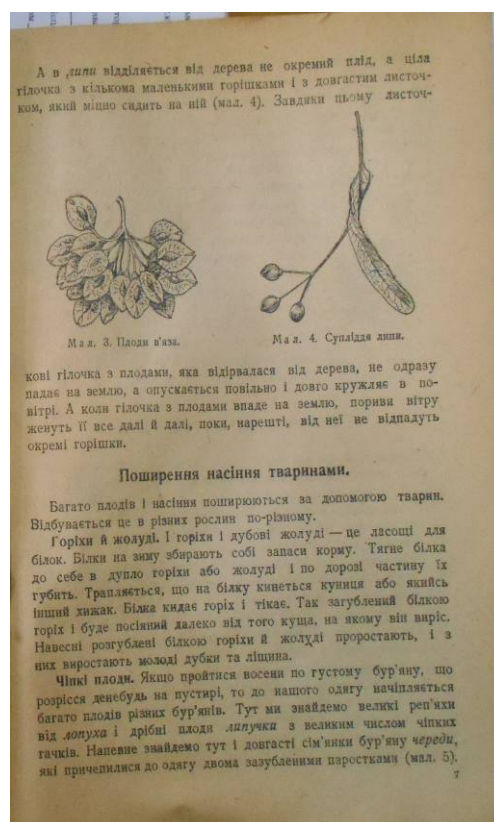 А в липи відділяється від дерева не окремий плід, а ціла
гілочка з кількома маленькими горішками і з довгастим листоч-
ком, який міцно сидить на ній (мал. 4). Завдяки цьому листоч-
Мал. 3. Плоди в'яза.
Мал. 4. Супліддя липи.
кові гілочка з плодами, яка відірвалася від дерева, не одразу
падає на землю, а опускається повільно і довго кружляє в по-
вітрі. А коли гілочка з плодами впаде на землю, пориви вітру
женуть її все далі й далі, поки, нарешті, від неї не відпадуть
окремі горішки.
Поширення насіння тваринами.
Багато плодів і насіння поширюються за допомогою тварин.
Відбувається це в різних рослин по-різному.
Горіхи й жолуді. І горіхи і дубові жолуді — це ласощі для
білок. Білки на зиму збирають собі запаси корму. Тягне білка
до себе в дупло горіхи або жолуді і по дорозі частину їх
губить. Трапляється, що на білку кинеться куниця або якийсь
інший хижак. Білка кидає горіх і тікає. Так загублений білкою
горіх і буде посіяний далеко від того куща, на якому він виріс.
Навесні розгублені білкою горіхи й жолуді проростають, і з
них виростають молоді дубки та ліщина.
Чіпкі плоди. Якщо пройтися восени по густому бур'яну, що
розрісся денебудь на пустирі, то до нашого одягу начіпляється
багато плодів різних бур'янів. Тут ми знайдемо великі реп'яхи
від лопуха і дрібні плоди липучки з великим числом чіпких
гачків. Напевне знайдемо тут і довгасті сім'янки бур'яну череди,
які причепилися до одягу двома зазубленими паростками (мал. 5).
7